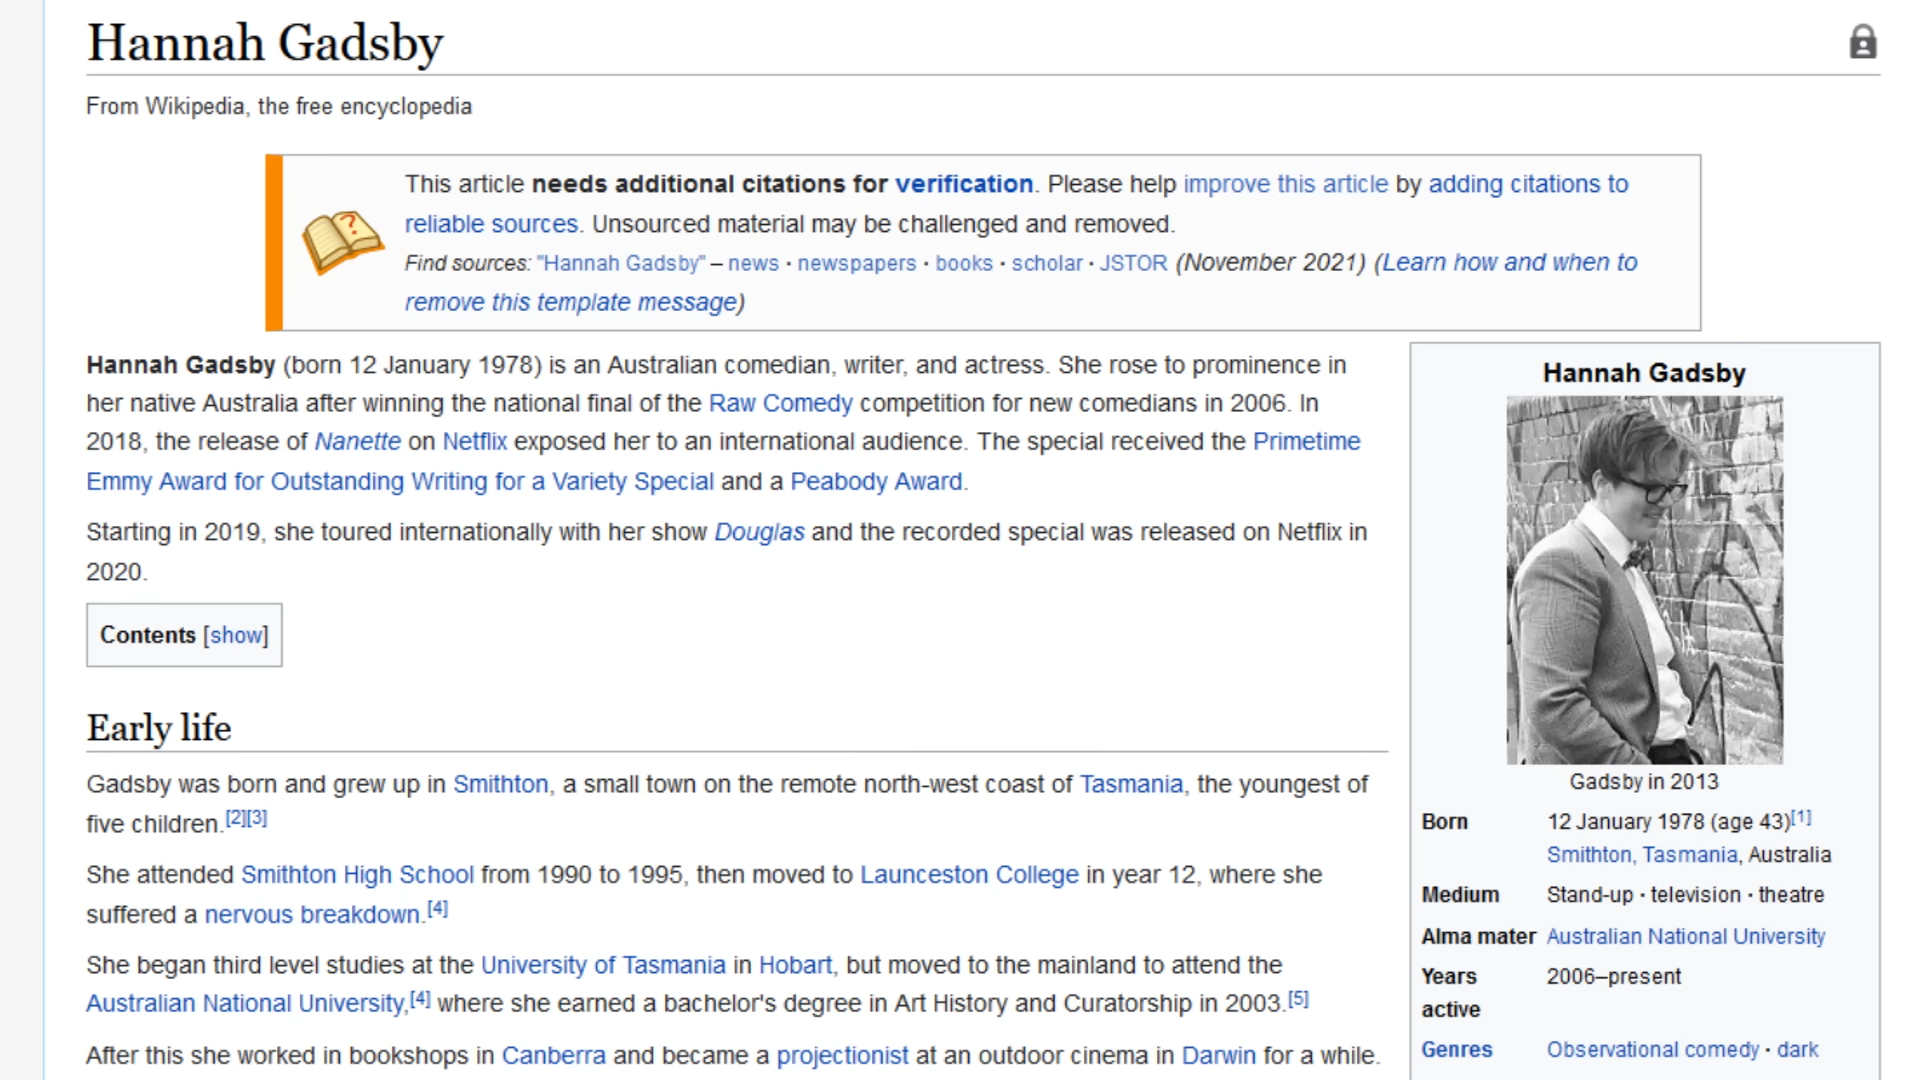 Hannah Gadsby
From Wikipedia, the free encyclopedia
This article needs additional citations for verification. Please help improve this article by adding citations to
reliable sources. Unsourced material may be challenged and removed.
Find sources: "Hannah Gadsby" – news · newspapers · books · scholar · JSTOR (November 2021) (Learn how and when to
remove this template message)
Hannah Gadsby (born 12 January 1978) is an Australian comedian, writer, and actress. She rose to prominence in
her native Australia after winning the national final of the Raw Comedy competition for new comedians in 2006. In
2018, the release of Nanette on Netflix exposed her to an international audience. The special received the Primetime
Emmy Award for Outstanding Writing for a Variety Special and a Peabody Award.
Starting in 2019, she toured internationally with her show Douglas and the recorded special was released on Netflix in
2020.
Contents [show]
Early life
Gadsby was born and grew up in Smithton, a small town on the remote north-west coast of Tasmania, the youngest of
five children.[2][3]
She attended Smithton High School from 1990 to 1995, then moved to Launceston College in year 12, where she
suffered a nervous breakdown.[4]
She began third level studies at the University of Tasmania in Hobart, but moved to the mainland to attend the
Australian National University,[4] where she earned a bachelor's degree in Art History and Curatorship in 2003.[5]
After this she worked in bookshops in Canberra and became a projectionist at an outdoor cinema in Darwin for a while.
Hannah Gadsby
Gadsby in 2013
Born 12 January 1978 (age 43)[1]
Smithton, Tasmania, Australia
Medium Stand-up · television · theatre
Alma mater Australian National University
Years 2006–present
active
Genres Observational comedy · dark